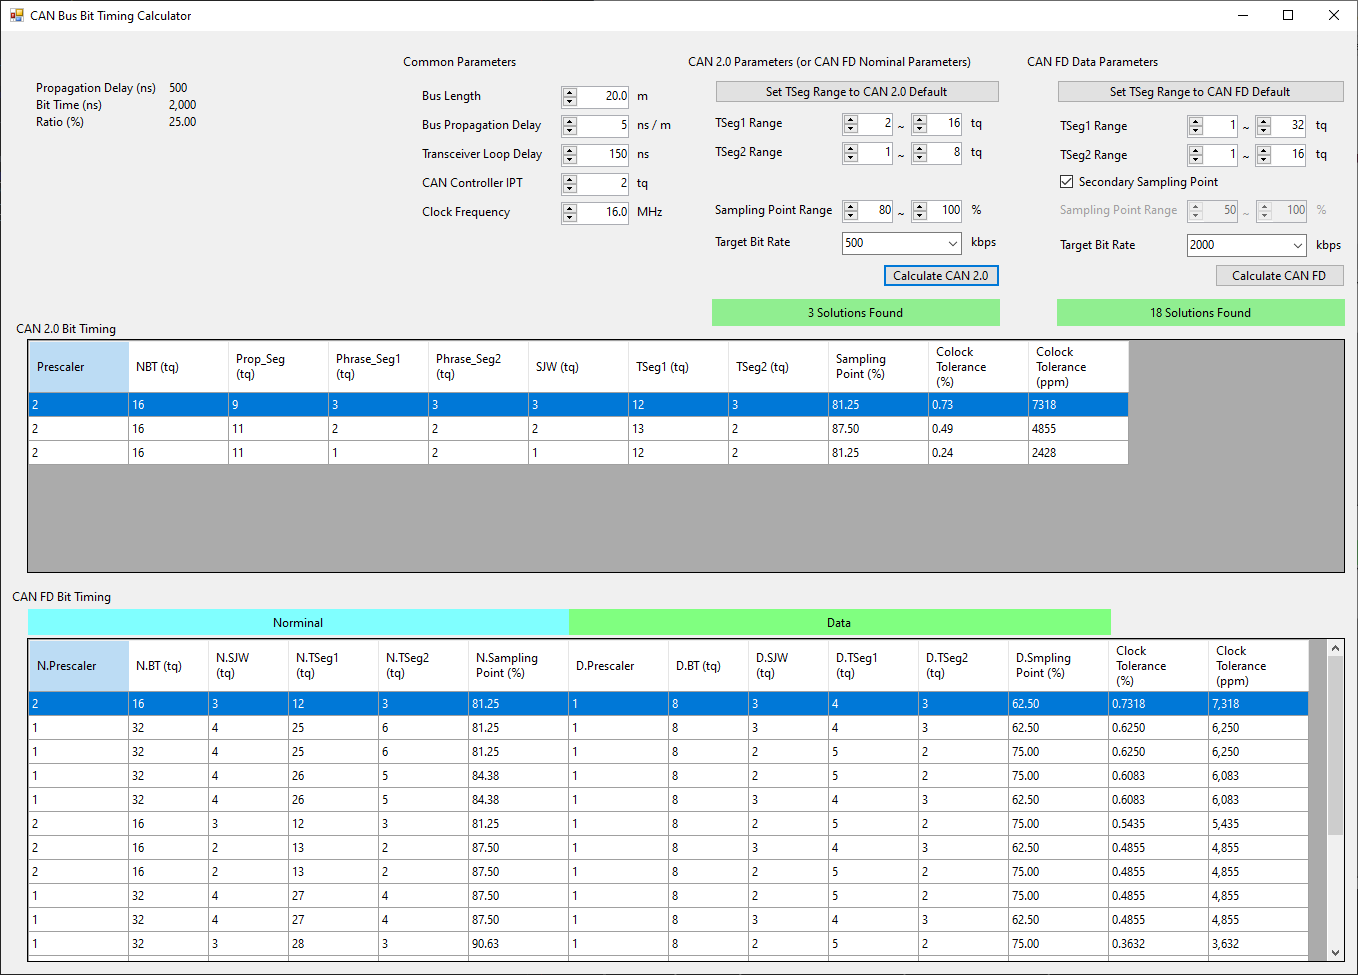 CAN Bus Bit Timing Calculator
Propagation Delay (ns) 500
Bit Time (ns) 2,000
Ratio (%) 25.00
Common Parameters
Bus Length 20.0 m
Bus Propagation Delay 5 ns / m
Transceiver Loop Delay 150 ns
CAN Controller IPT 2 tq
Clock Frequency 16.0 MHz
CAN 2.0 Parameters (or CAN FD Nominal Parameters)
Set TSeg Range to CAN 2.0 Default
TSeg1 Range 2 ~ 16 tq
TSeg2 Range 1 ~ 8 tq
Sampling Point Range 80 ~ 100 %
Target Bit Rate 500 kbps
Calculate CAN 2.0
3 Solutions Found
CAN FD Data Parameters
Set TSeg Range to CAN FD Default
TSeg1 Range 1 ~ 32 tq
TSeg2 Range 1 ~ 16 tq
Secondary Sampling Point
Sampling Point Range 50 ~ 100 %
Target Bit Rate 2000 kbps
Calculate CAN FD
18 Solutions Found
CAN 2.0 Bit Timing
Prescaler NBT (tq) Prop_Seg (tq) Phrase_Seg1 (tq) Phrase_Seg2 (tq) SJW (tq) TSeg1 (tq) TSeg2 (tq) Sampling Point (%) Colock Tolerance (%) Colock Tolerance (ppm)
2 16 9 3 3 3 12 3 81.25 0.73 7318
2 16 11 2 2 2 13 2 87.50 0.49 4855
2 16 11 1 2 1 12 2 81.25 0.24 2428
CAN FD Bit Timing
Norminal Data
N.Prescaler N.BT (tq) N.SJW (tq) N.TSeg1 (tq) N.TSeg2 (tq) N.Sampling Point (%) D.Prescaler D.BT (tq) D.SJW (tq) D.TSeg1 (tq) D.TSeg2 (tq) D.Smpling Point (%) Clock Tolerance (%) Clock Tolerance (ppm)
2 16 3 12 3 81.25 1 8 3 4 3 62.50 0.7318 7,318
1 32 4 25 6 81.25 1 8 3 4 3 62.50 0.6250 6,250
1 32 4 25 6 81.25 1 8 2 5 2 75.00 0.6250 6,250
1 32 4 26 5 84.38 1 8 2 5 2 75.00 0.6083 6,083
1 32 4 26 5 84.38 1 8 3 4 3 62.50 0.6083 6,083
2 16 3 12 3 81.25 1 8 2 5 2 75.00 0.5435 5,435
2 16 2 13 2 87.50 1 8 3 4 3 62.50 0.4855 4,855
2 16 2 13 2 87.50 1 8 2 5 2 75.00 0.4855 4,855
1 32 4 27 4 87.50 1 8 2 5 2 75.00 0.4855 4,855
1 32 4 27 4 87.50 1 8 3 4 3 62.50 0.4855 4,855
1 32 3 28 3 90.63 1 8 2 5 2 75.00 0.3632 3,632